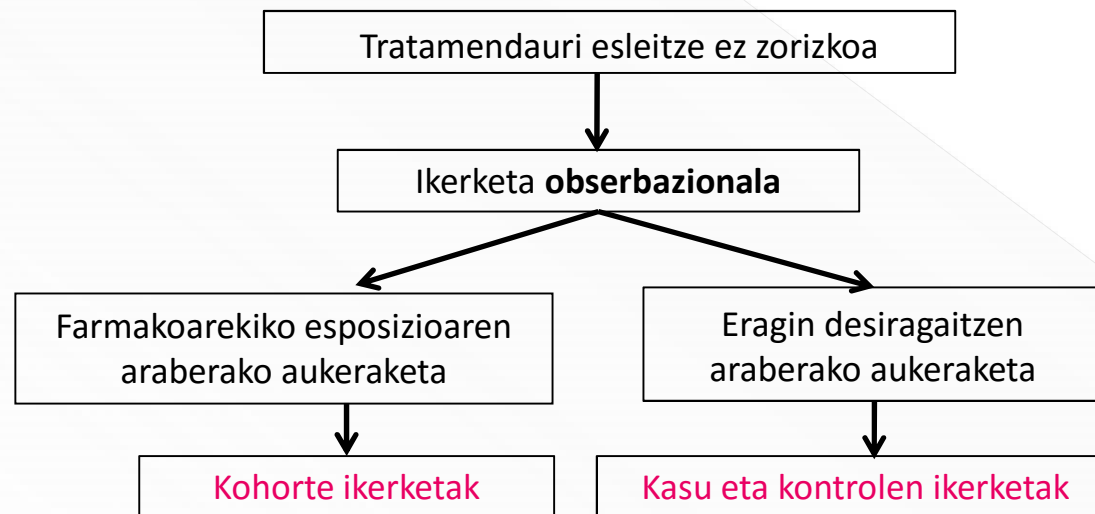 Tratamendauri esleitze ez zorizkoa
Ikerketa obserbazionala
Farmakoarekiko esposizioaren
araberako aukeraketa
Eragin desiragaitzen
araberako aukeraketa
Kohorte ikerketak
Kasu eta kontrolen ikerketak